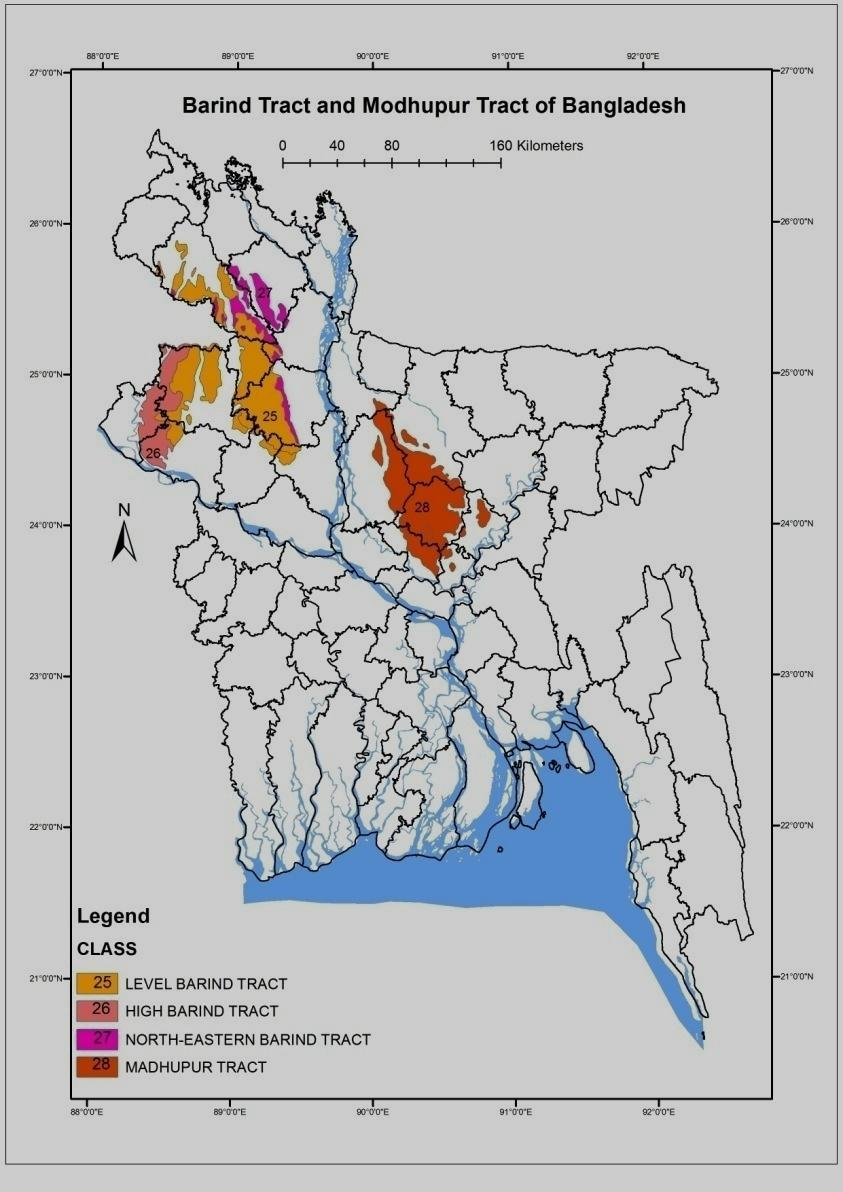 88°0'0"E 89°0'0"E 90°0'0"E 91°0'0"E 92°0'0"E
27°0'0"N 27°0'0"N
Barind Tract and Modhupur Tract of Bangladesh
0 40 80 160 Kilometers
26°0'0"N 26°0'0"N
27
25°0'0"N 25°0'0"N
25
26
28
N
24°0'0"N 24°0'0"N
23°0'0"N 23°0'0"N
22°0'0"N 22°0'0"N
Legend
CLASS
21°0'0"N 21°0'0"N
25 LEVEL BARIND TRACT
26 HIGH BARIND TRACT
27 NORTH-EASTERN BARIND TRACT
28 MADHUPUR TRACT
88°0'0"E 89°0'0"E 90°0'0"E 91°0'0"E 92°0'0"E